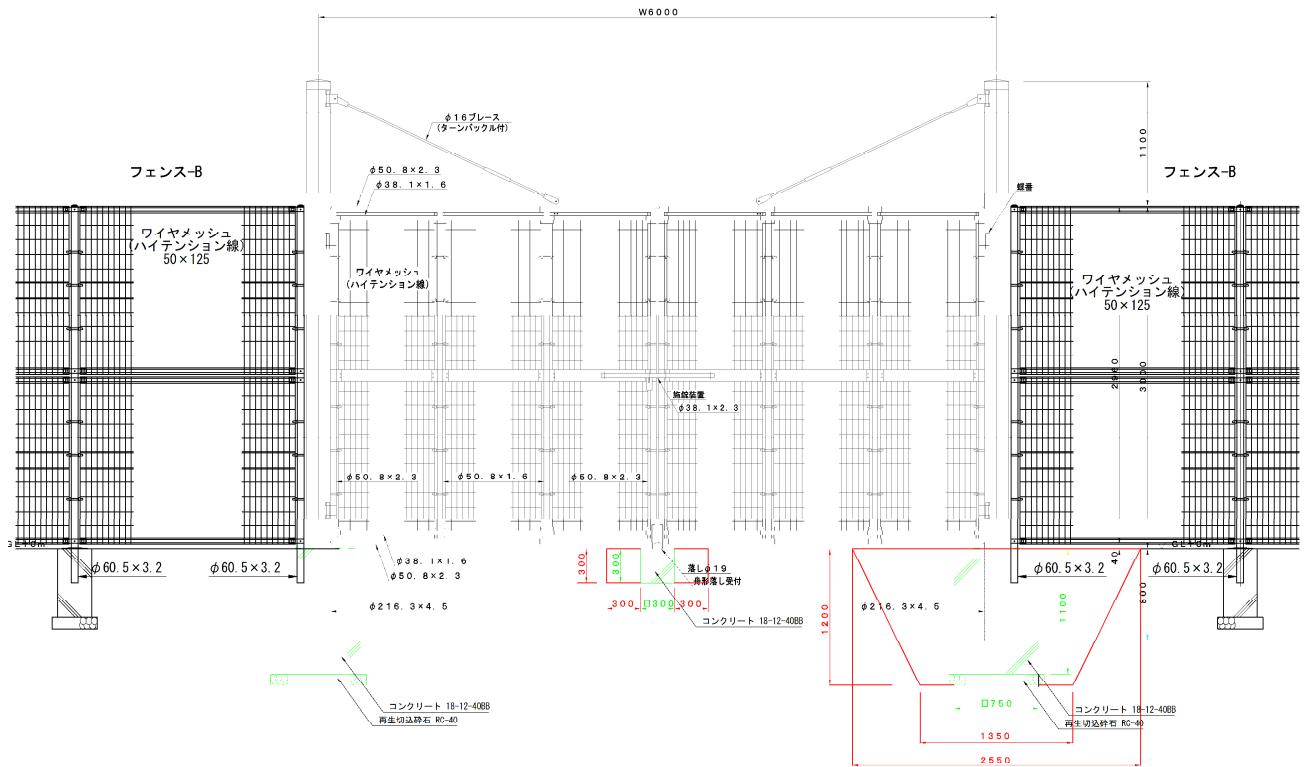 W6000
φ16ブレース
(ターンバックル付)
1100
フェンス-B
フェンス-B
φ50.8×2.3
φ38.1×1.6
蝶番
ワイヤメッシュ
(ハイテンション線)
50×125
ワイヤメッシュ
(ハイテンション線)
ワイヤメッシュ
(ハイテンション線)
50×125
2960
3000
施錠装置
φ38.1×2.3
φ50.8×2.3
φ50.8×1.6
φ50.8×2.3
φ60.5×3.2
φ60.5×3.2
φ38.1×1.6
φ50.8×2.3
φ216.3×4.5
300
300
落しφ19
舟形落し受付
300
□300
300
コンクリート 18-12-40BB
40
φ60.5×3.2
φ60.5×3.2
φ216.3×4.5
1200
1100
コンクリート 18-12-40BB
再生切込砕石 RC-40
□750
コンクリート 18-12-40BB
再生切込砕石 RC-40
1350
2550